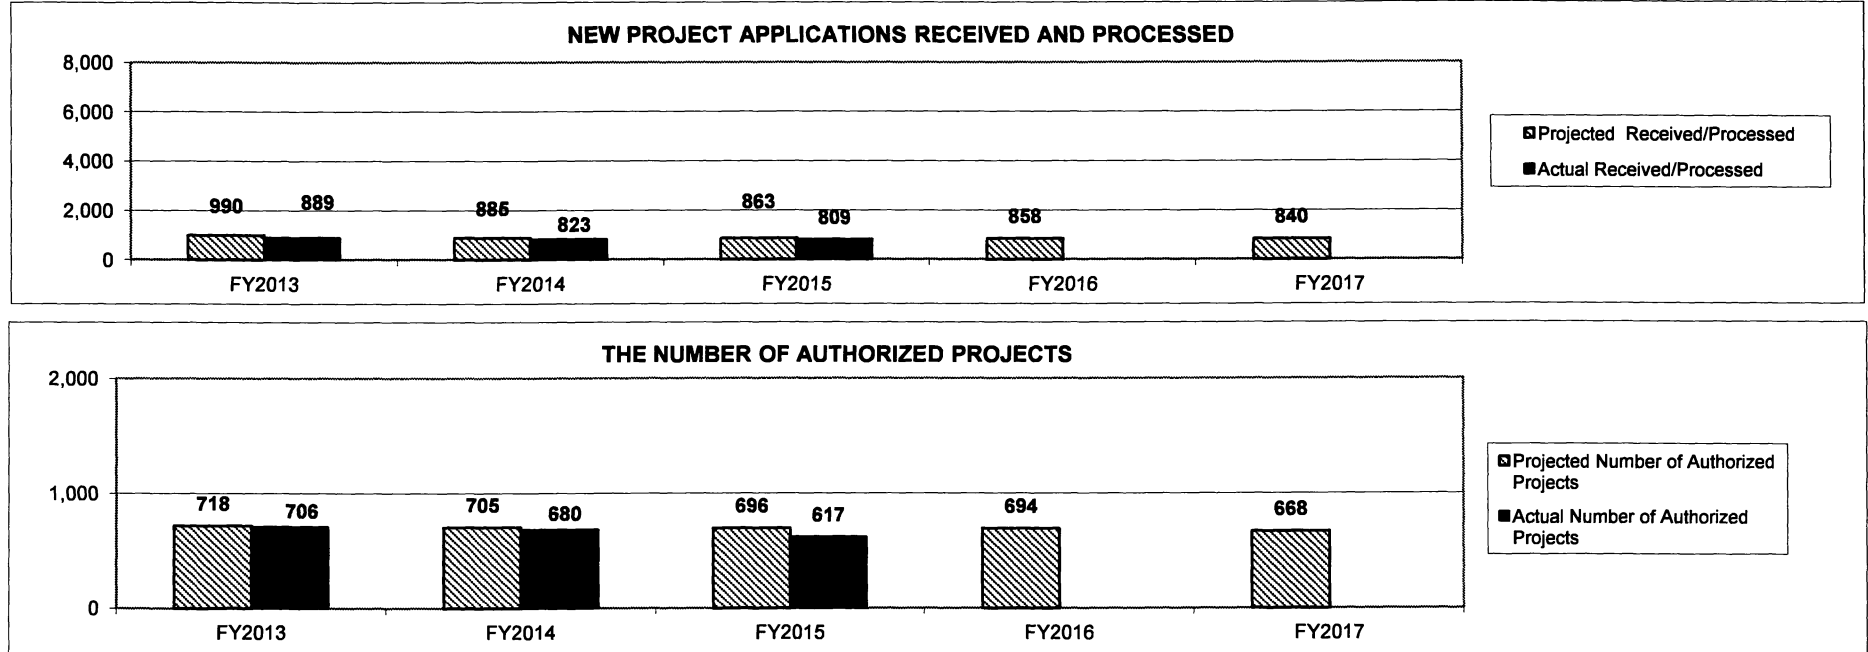 NEW PROJECT APPLICATIONS RECEIVED AND PROCESSED
8,000
6,000
4,000
2,000
0
990
889
885
823
863
809
858
840
FY2013
FY2014
FY2015
FY2016
FY2017
Projected Received/Processed
Actual Received/Processed
THE NUMBER OF AUTHORIZED PROJECTS
2,000
1,000
0
718
706
705
680
696
617
694
668
FY2013
FY2014
FY2015
FY2016
FY2017
Projected Number of Authorized
Projects
Actual Number of Authorized
Projects